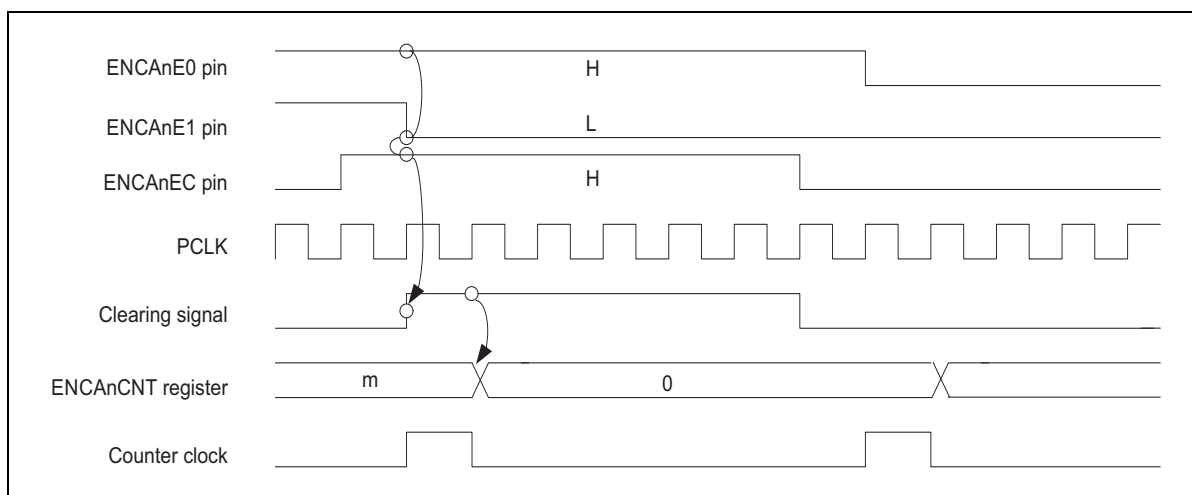 ENCAnE0 pin
H
ENCAnE1 pin
L
ENCAnEC pin
H
PCLK
Clearing signal
ENCAnCNT register
m
0
Counter clock